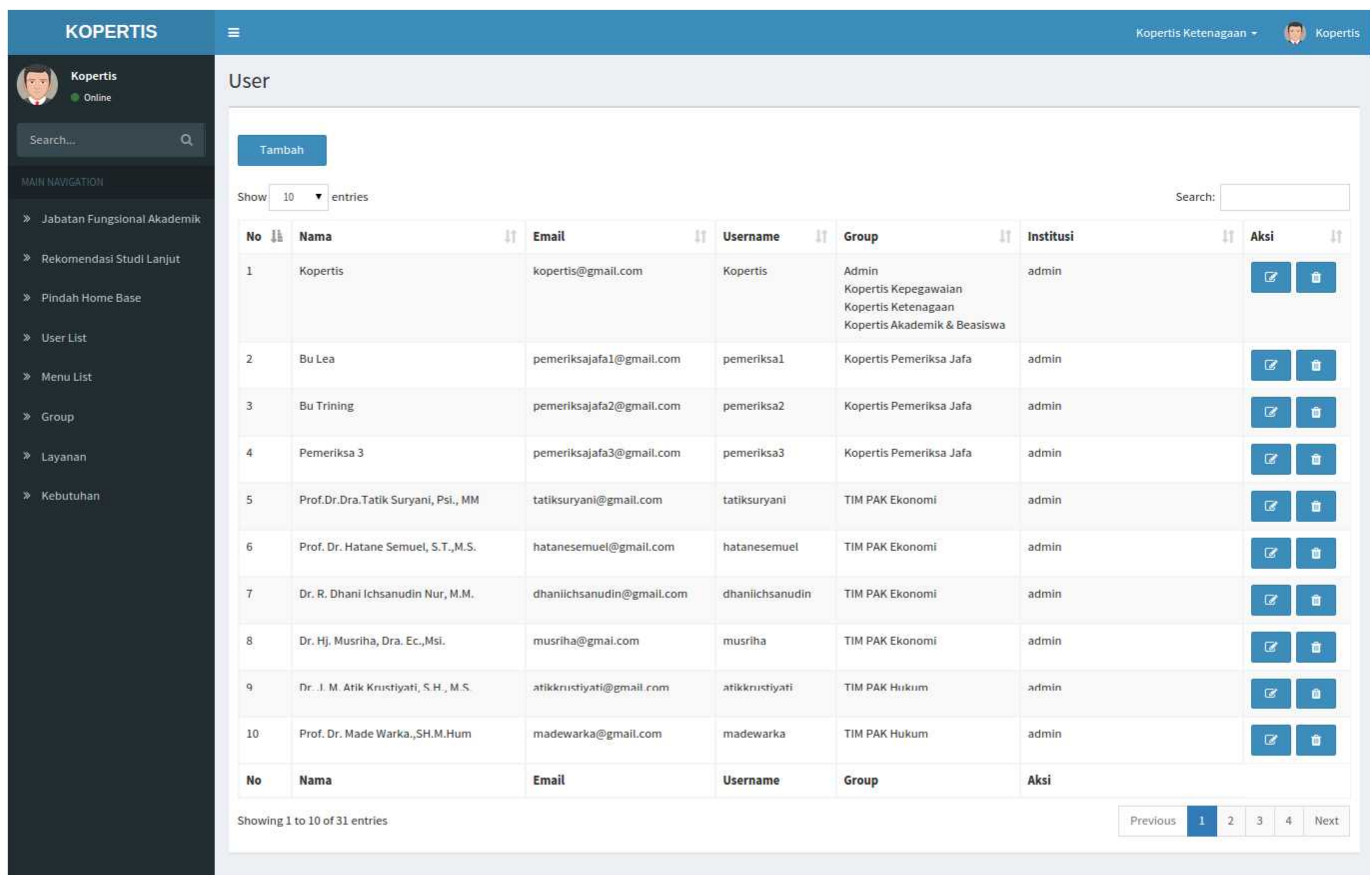 KOPERTIS
Kopertis Ketenagaan
Kopertis
Kopertis
Online
Search...
MAIN NAVIGATION
Jabatan Fungsional Akademik
Rekomendasi Studi Lanjut
Pindah Home Base
User List
Menu List
Group
Layanan
Kebutuhan
User
Tambah
Show 10 entries
Search:
No Nama Email Username Group Institusi Aksi
1 Kopertis kopertis@gmail.com Kopertis Admin admin
Kopertis Kepegawaian
Kopertis Ketenagaan
Kopertis Akademik & Beasiswa
2 Bu Lea pemeriksajafa1@gmail.com pemeriksa1 Kopertis Pemeriksa Jafa admin
3 Bu Trining pemeriksajafa2@gmail.com pemeriksa2 Kopertis Pemeriksa Jafa admin
4 Pemeriksa 3 pemeriksajafa3@gmail.com pemeriksa3 Kopertis Pemeriksa Jafa admin
5 Prof.Dr.Dra.Tatik Suryani, Psi., MM tatiksuryani@gmail.com tatiksuryani TIM PAK Ekonomi admin
6 Prof. Dr. Hatane Semuel, S.T.,M.S. hatanesemuel@gmail.com hatanesemuel TIM PAK Ekonomi admin
7 Dr. R. Dhani Ichsanudin Nur, M.M. dhaniichsanudin@gmail.com dhaniichsanudin TIM PAK Ekonomi admin
8 Dr. Hj. Musriha, Dra. Ec.,Msi. musriha@gmai.com musriha TIM PAK Ekonomi admin
9 Dr. J. M. Atik Krustiyati, S.H., M.S. atikkrustiyati@gmail.com atikkrustiyati TIM PAK Hukum admin
10 Prof. Dr. Made Warka.,SH.M.Hum madewarka@gmail.com madewarka TIM PAK Hukum admin
No Nama Email Username Group Aksi
Showing 1 to 10 of 31 entries
Previous 1 2 3 4 Next